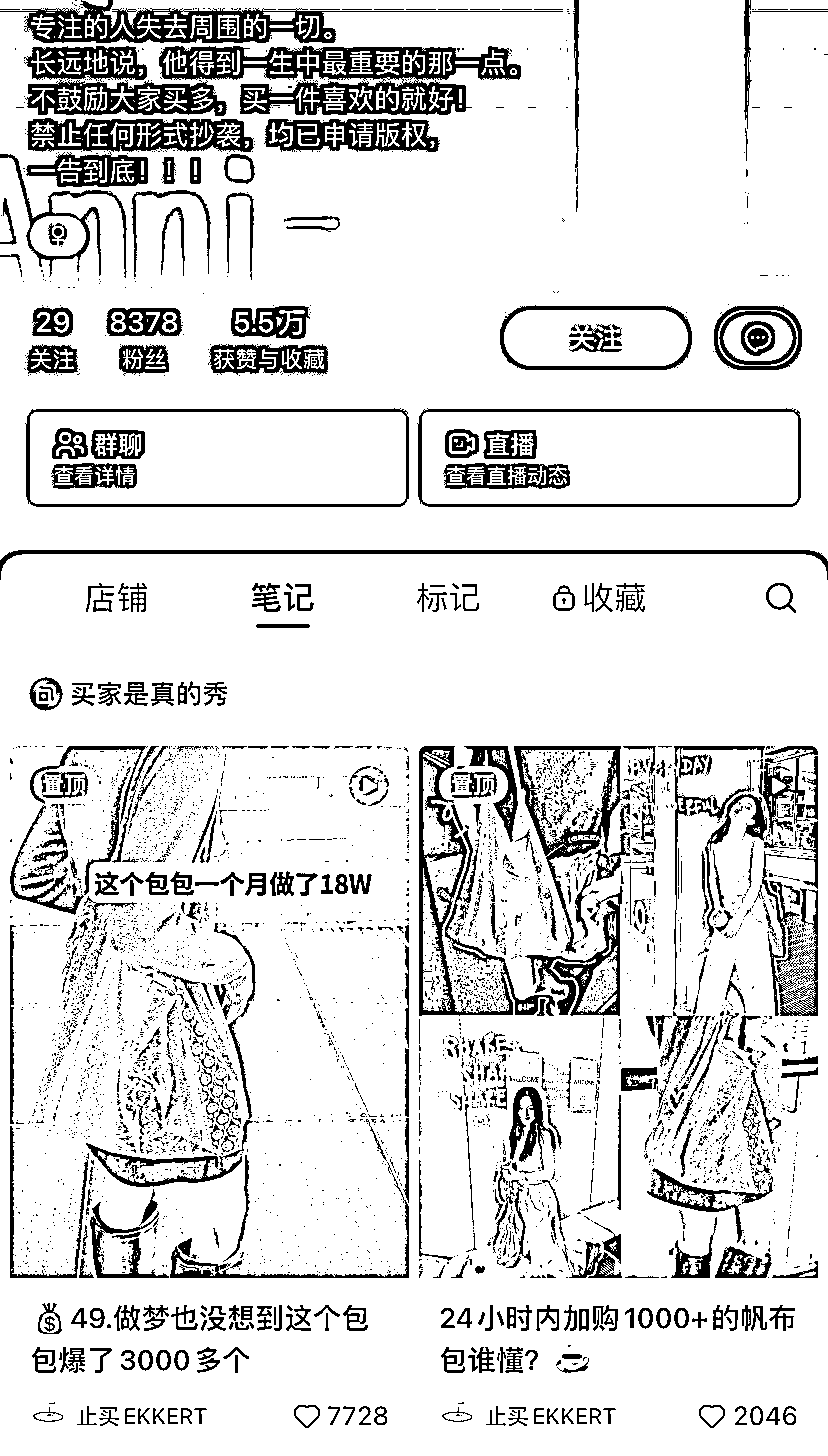 专注的人失去周围的一切。
长远地说，他得到一生中最重要的那一点。
不鼓励大家买多，买一件喜欢的就好！
禁止任何形式抄袭，均已申请版权，
一告到底！！！
Anni
29 8378 5.5万
关注 粉丝 获赞与收藏
关注
群聊 直播
查看详情 查看直播动态
店铺 笔记 标记 收藏
买家是真的秀
置顶 置顶
DAY
这个包包一个月做了18W
SHAKE
SHAKE
SHAKE
WELCOME
49.做梦也没想到这个包
包爆了3000多个
24小时内加购1000+的帆布
包谁懂？
止买EKKERT 7728 止买EKKERT 2046